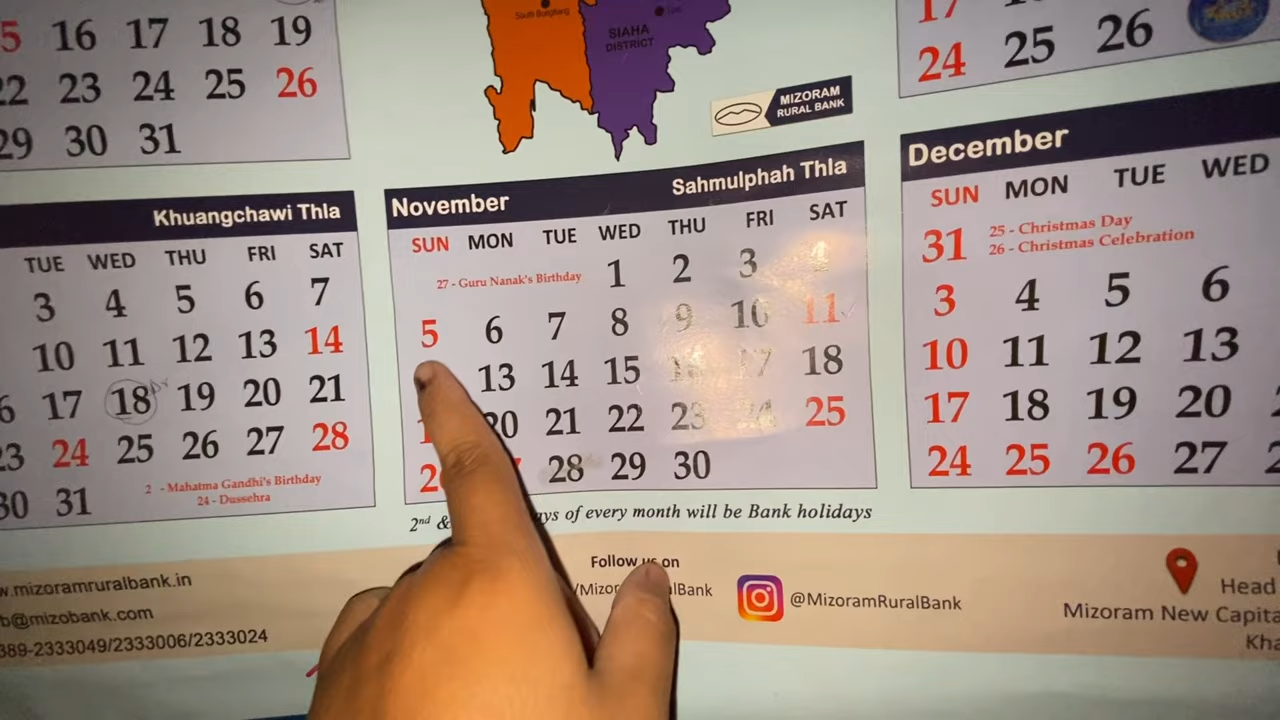 5 16 17 18 19
22 23 24 25 26
29 30 31
South Bungtlang
SIAHA
DISTRICT
MIZORAM
RURAL BANK
17
24 25 26
Khuangchawi Thla
TUE WED THU FRI SAT
3 4 5 6 7
10 11 12 13 14
17 18 19 20 21
23 24 25 26 27 28
30 31
2 - Mahatma Gandhi's Birthday
24 - Dussehra
November Sahmulphah Thla
SUN MON TUE WED THU FRI SAT
27 - Guru Nanak's Birthday 1 2 3
5 6 7 8 9 10 11
13 14 15 16 17 18
20 21 22 23 24 25
28 29 30
2nd & of every month will be Bank holidays
December
SUN MON TUE WED
31 25 - Christmas Day
26 - Christmas Celebration
3 4 5 6
10 11 12 13
17 18 19 20
24 25 26 27
w.mizoramruralbank.in
b@mizobank.com
389-2333049/2333006/2333024
Follow us on
@MizoramRuralBank
Head
Mizoram New Capita